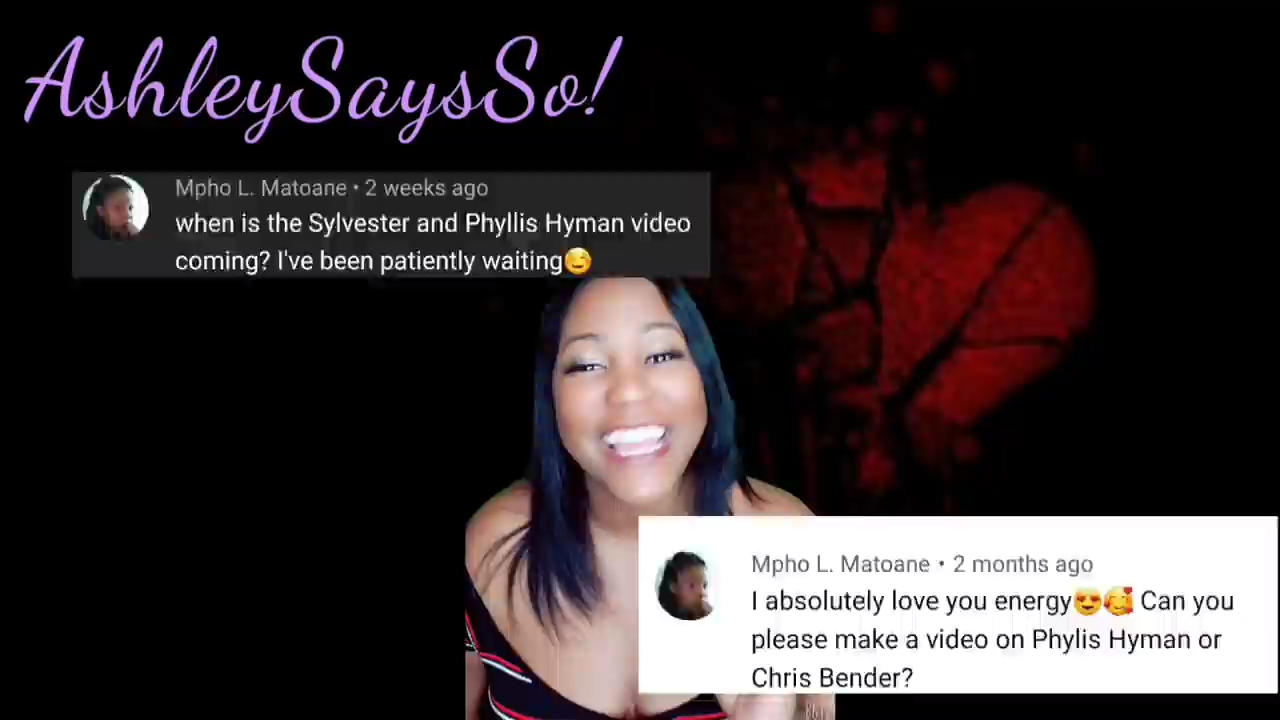 AshleySaysSo!
Mpho L. Matoane • 2 weeks ago
when is the Sylvester and Phyllis Hyman video
coming? I've been patiently waiting😉
Mpho L. Matoane • 2 months ago
I absolutely love you energy😍🥰 Can you
please make a video on Phylis Hyman or
Chris Bender?